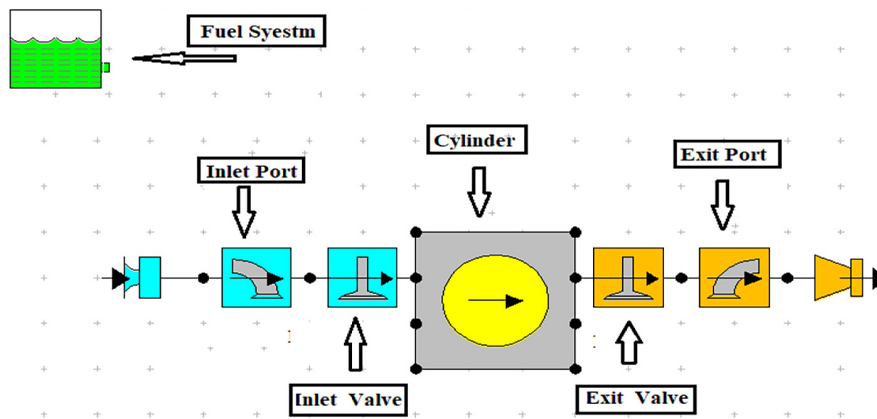 Fuel Syestm
Cylinder
Inlet Port
Exit Port
Inlet Valve
Exit Valve